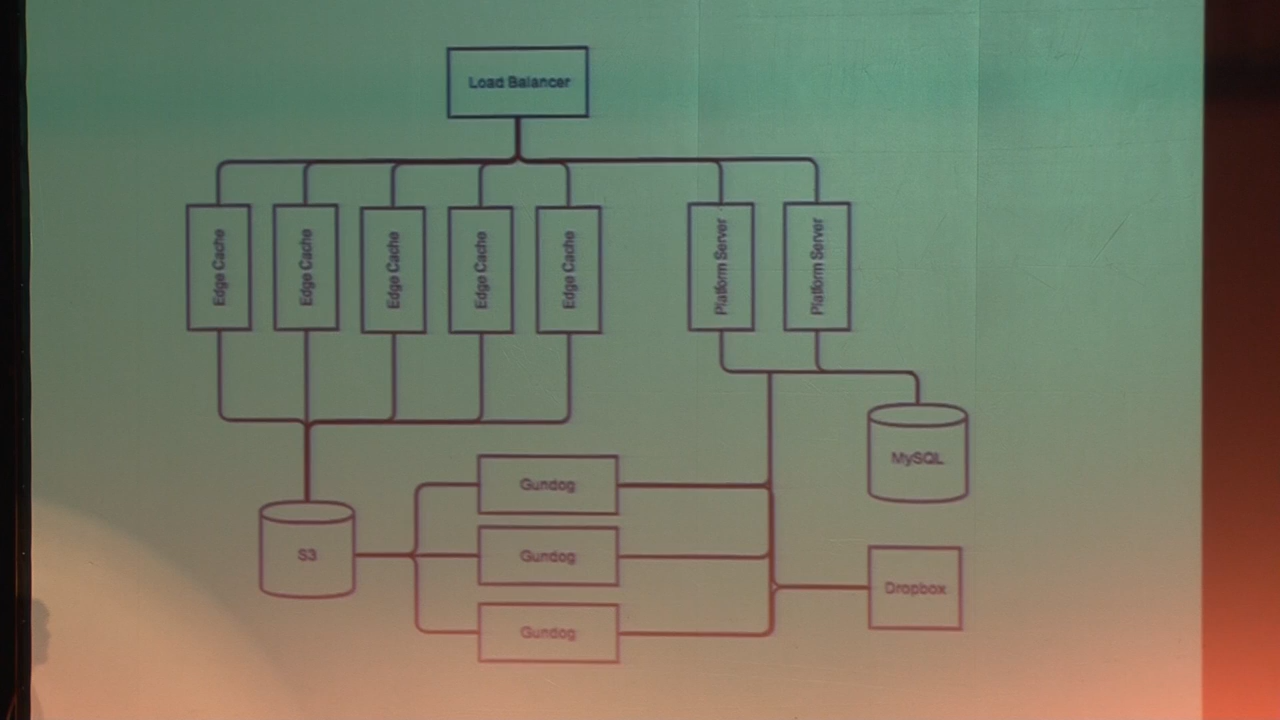 Load Balancer
Edge Cache
Edge Cache
Edge Cache
Edge Cache
Edge Cache
Platform Server
Platform Server
MySQL
Gundog
S3
Gundog
Dropbox
Gundog